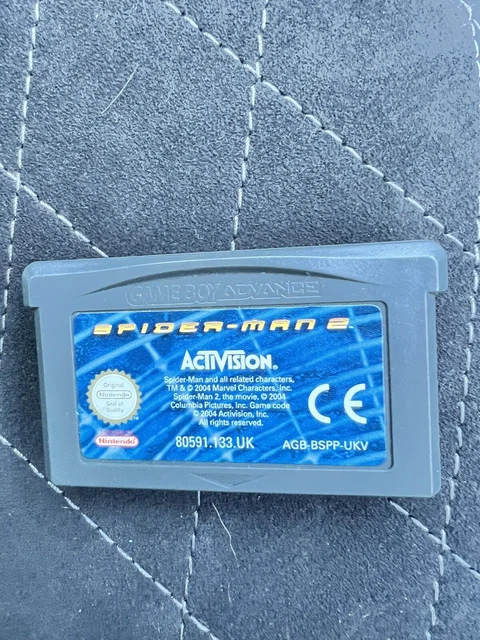 GAME BOY ADVANCE
SPIDER-MAN 2
ACTIVISION.
Spider-Man and all related characters,
TM & © 2004 Marvel Characters, Inc.
Spider-Man 2, the movie, © 2004
Columbia Pictures, Inc. Game code
© 2004 Activision, Inc.
All rights reserved.
Original
Nintendo
Seal of
Quality
CE
Nintendo
80591.133.UK
AGB-BSPP-UKV